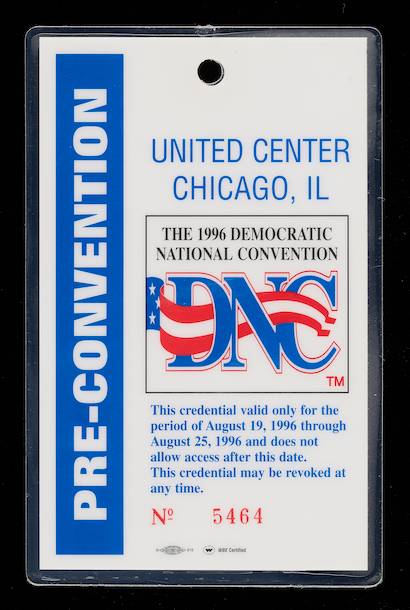 PRE-CONVENTION
UNITED CENTER
CHICAGO, IL
THE 1996 DEMOCRATIC
NATIONAL CONVENTION
DNC
TM
This credential valid only for the
period of August 19, 1996 through
August 25, 1996 and does not
allow access after this date.
This credential may be revoked at
any time.
Nº 5464
WBE Certified